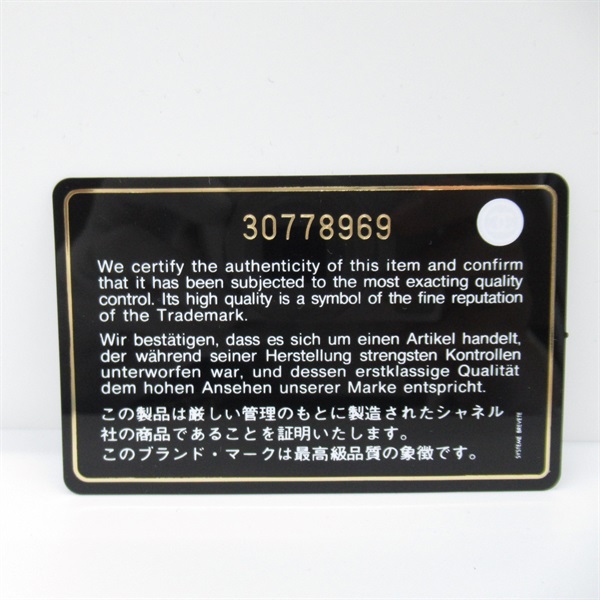 30778969
We certify the authenticity of this item and confirm
that it has been subjected to the most exacting quality
control. Its high quality is a symbol of the fine reputation
of the Trademark.
Wir bestätigen, dass es sich um einen Artikel handelt,
der während seiner Herstellung strengsten Kontrollen
unterworfen war, und dessen erstklassige Qualität
dem hohen Ansehen unserer Marke entspricht.
この製品は厳しい管理のもとに製造されたシャネル
社の商品であることを証明いたします。
このブランド・マークは最高級品質の象徴です。
SYSTEME BREVETE